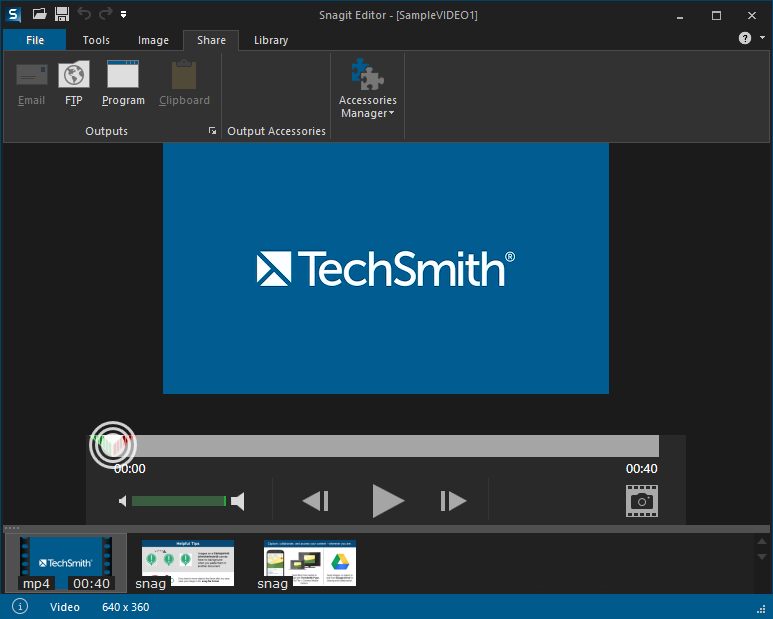 Snagit Editor - [SampleVIDEO1]
File Tools Image Share Library
Email FTP Program Clipboard
Accessories
Manager
Outputs Output Accessories
TechSmith®
00:00 00:40
Helpful Tips
TechSmith
mp4 00:40 snag snag
Video 640 x 360